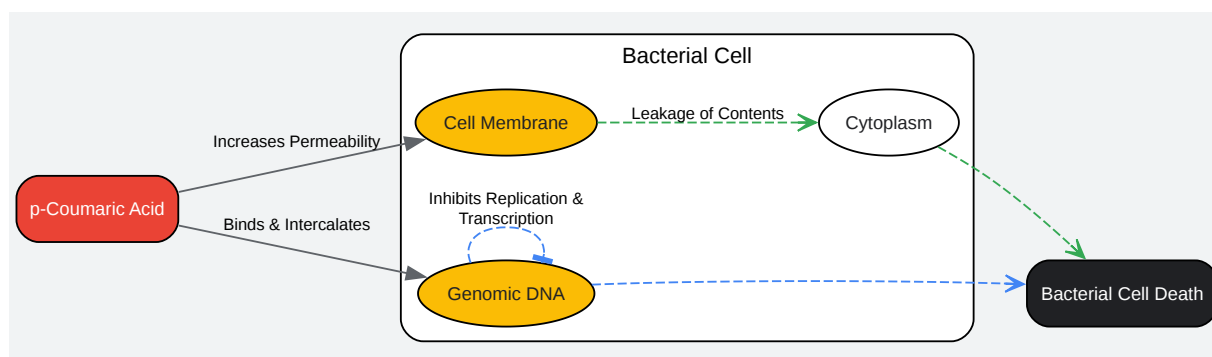 Bacterial Cell
Cell Membrane
Leakage of Contents
Cytoplasm
Increases Permeability
p-Coumaric Acid
Binds & Intercalates
Inhibits Replication &
Transcription
Genomic DNA
Bacterial Cell Death